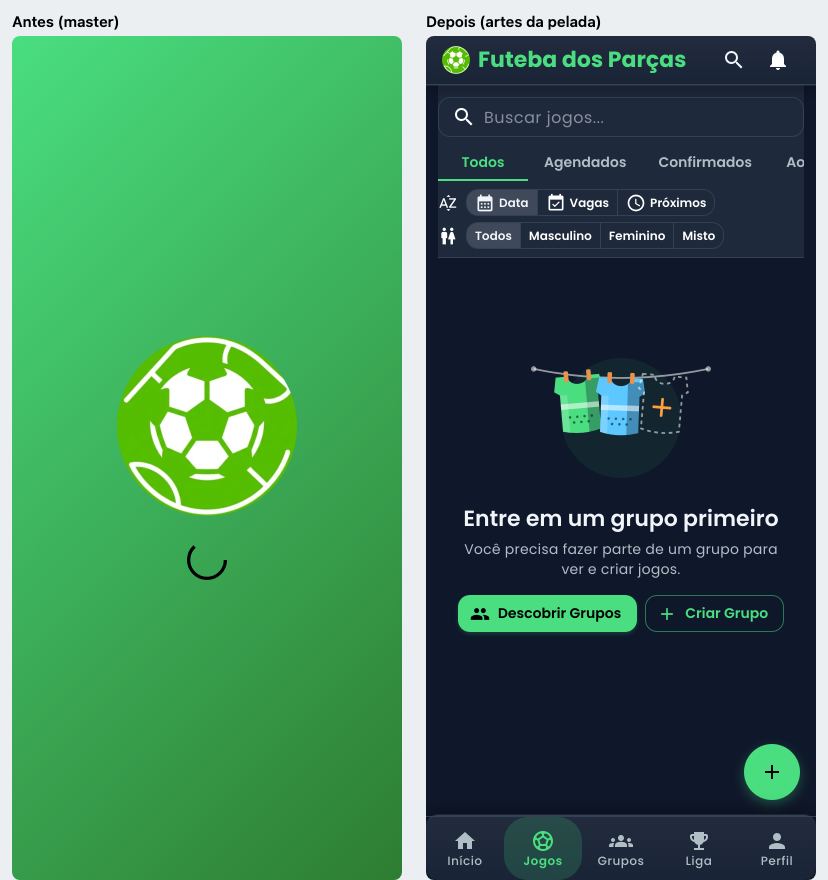 Antes (master)
Depois (artes da pelada)
Futeba dos Parças
Buscar jogos...
Todos Agendados Confirmados Ao
AZ Data Vagas Próximos
Todos Masculino Feminino Misto
Entre em um grupo primeiro
Você precisa fazer parte de um grupo para
ver e criar jogos.
Descobrir Grupos + Criar Grupo
+
Início Jogos Grupos Liga Perfil